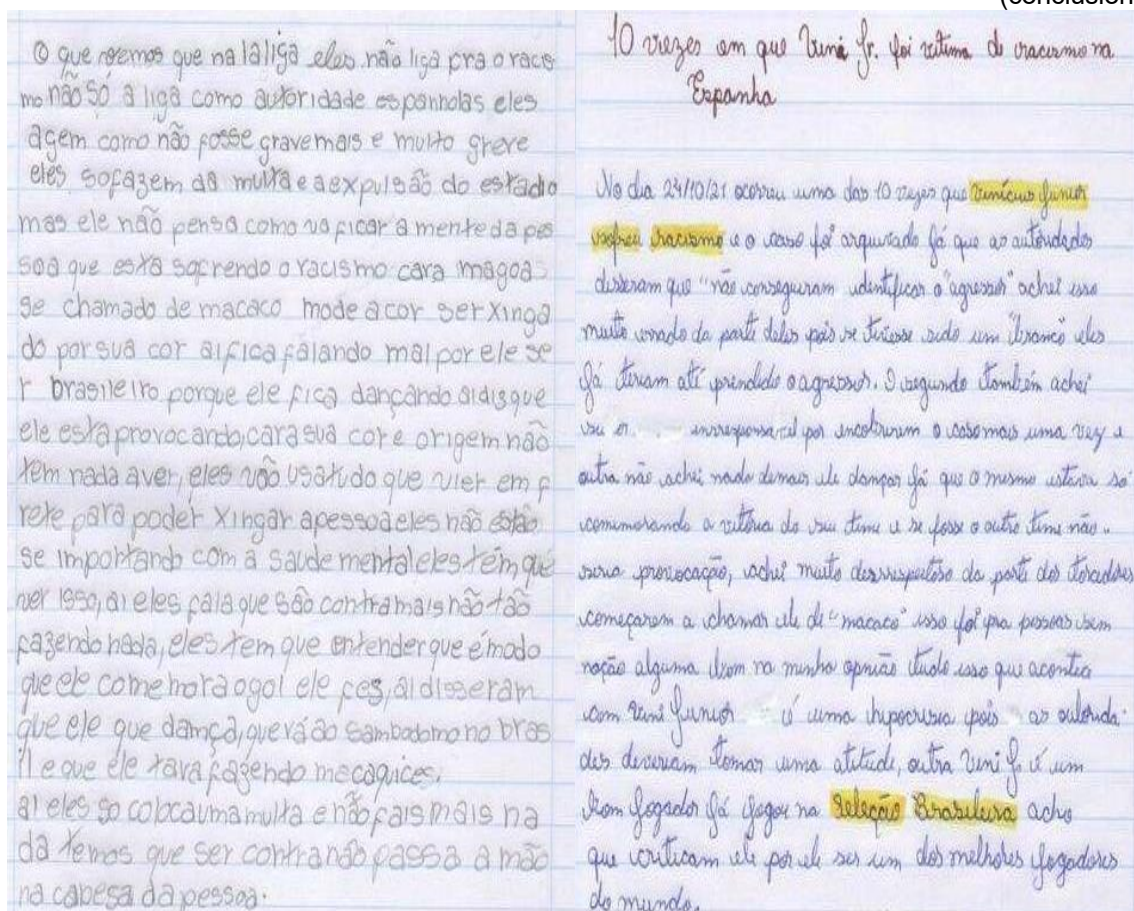 (conclusion
O que vemos que na laliga eles não liga pra o racis
mo não só a liga como autoridade espanholas eles
agem como não fosse grave mais e muito greve
eles so fazem da multa e a expulsão do estadio
mas ele não pensa como va ficar a mente da pes
soa que esta sofrendo o racismo cara magoa
se chamado de macaco mode a cor ser xinga
do por sua cor ai fica falando mal por ele se
r brasileiro porque ele fica dançando ai dis que
ele esta provocando, cara sua cor e origem não
tem nada aver, eles vão usa tudo que vier em f
rete para poder xingar a pessoa eles não estão
se importando com a saude mental eles têm que
ver isso, ai eles fala que são contra mais não tão
fazendo nada, eles tem que entender que é modo
que ele comemora o gol ele fes, ai disseram
que ele que damça, que vá ao sambodomo no bras
il e que ele tava fazendo macaquices.
ai eles so coloca uma multa e não fais mais na
da temos que ser contra não passa a mão
na cabesa da pessoa.
10 vezes em que Vini Jr. foi vitima de racismo na
Espanha
No dia 24/10/21 ocorreu uma das 10 vezes que Vinícius Junior
sofreu racismo e o caso foi arquivado já que as autoridades
disseram que "não conseguiram identificar o "agressor" achei isso
muito errado da parte deles pois se tivesse sido um "branco" eles
já teriam até prendido o agressor. O segundo também achei
irresponsavel por encobrirem o caso mais uma vez e
outra não achei nada demais ele dançar já que o mesmo estava só
comemorando a vitória do seu time e se fosse o outro time não
seria provocação, achei muito desrrespeitoso da parte dos torcedores
começarem a chamar ele de "macaco" isso foi pra pessoas sem
noção alguma bom na minha opnião tudo isso que acontia
com Vini Junior é uma hipocrisia pois as autorida-
des deveriam tomar uma atitude, outra Vini Jr é um
bom jogador já jogou na Seleção Brasileira acho
que criticam ele por ele ser um dos melhores jogadores
do mundo.